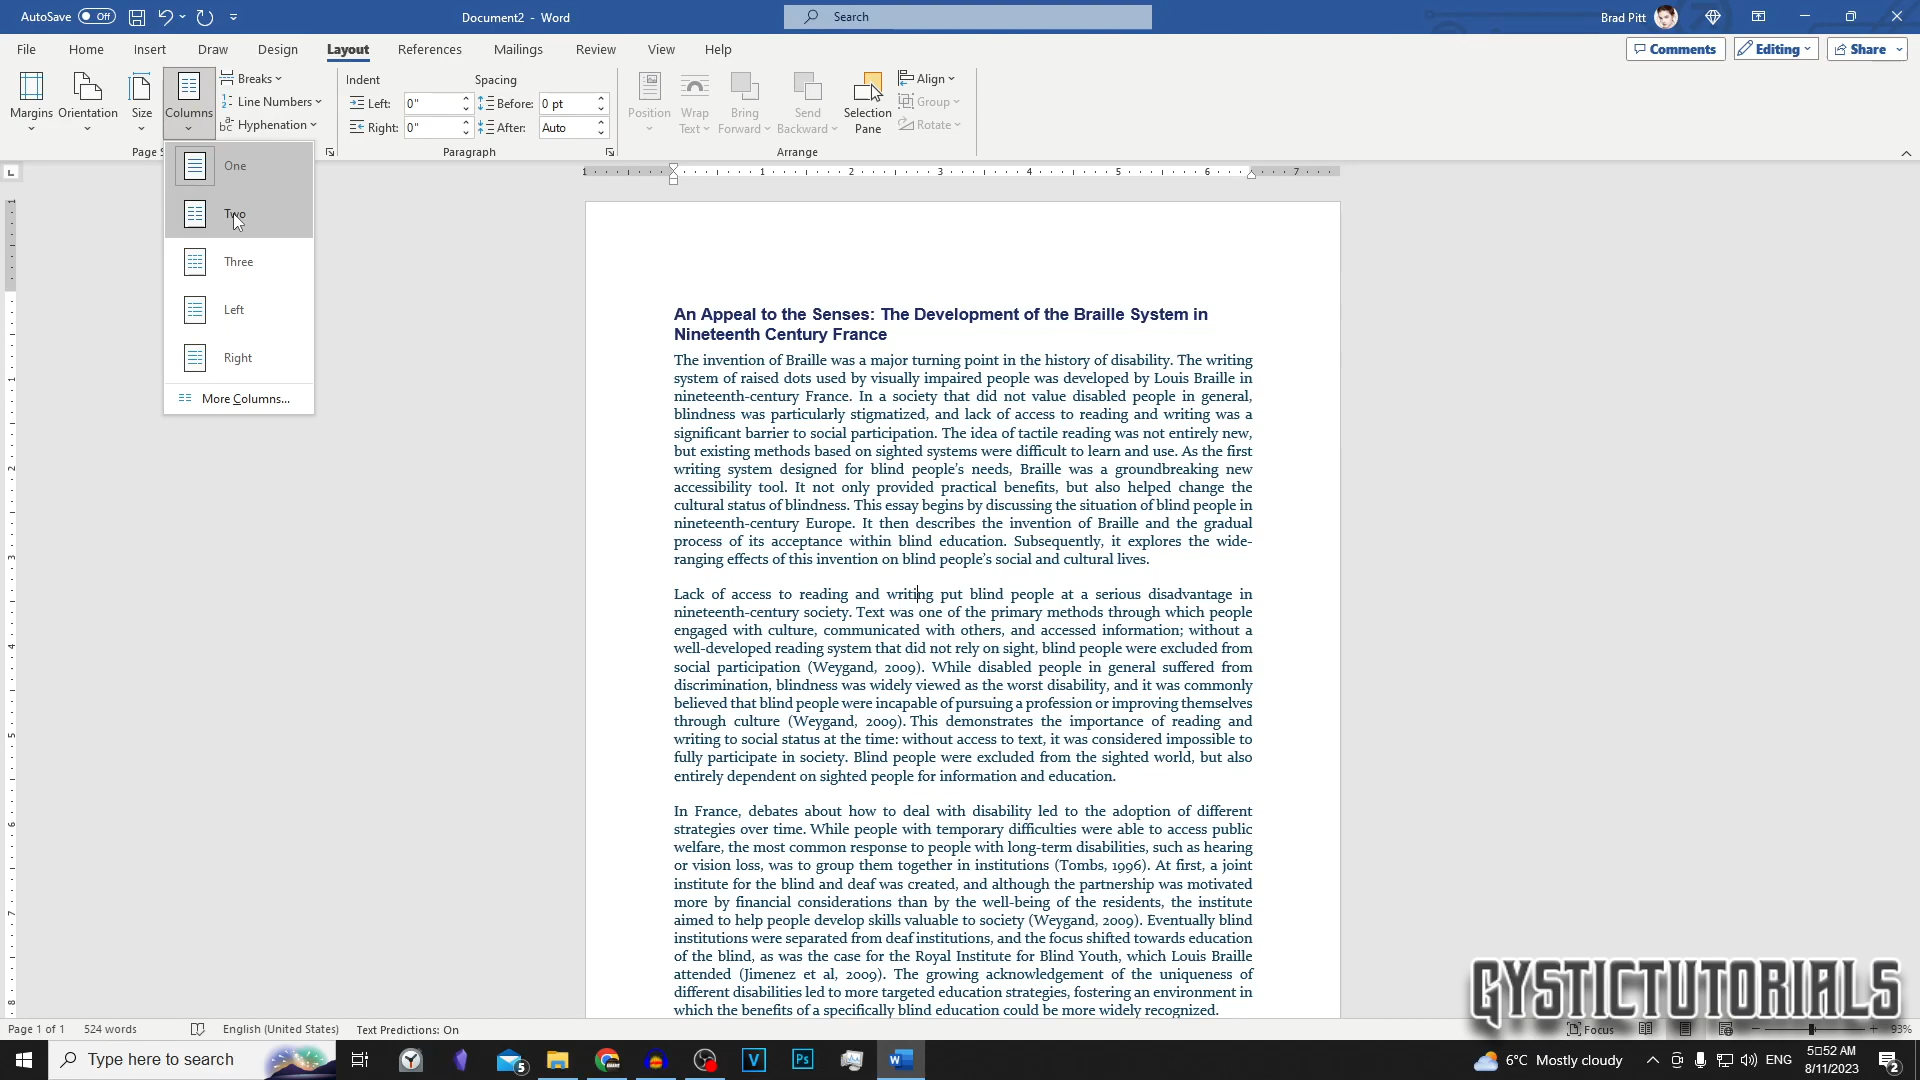 AutoSave Off
Document2 - Word
Search
Brad Pitt
File Home Insert Draw Design Layout References Mailings Review View Help
Comments Editing Share
Margins Orientation Size Columns
Breaks
Line Numbers
Hyphenation
Indent Spacing
Left: 0" Before: 0 pt
Right: 0" After: Auto
Position Wrap Text Bring Forward Send Backward Selection Pane
Align
Group
Rotate
Page S Paragraph Arrange
One
Two
Three
Left
Right
More Columns...
1 1 2 3 4 5 6 7
An Appeal to the Senses: The Development of the Braille System in
Nineteenth Century France
The invention of Braille was a major turning point in the history of disability. The writing
system of raised dots used by visually impaired people was developed by Louis Braille in
nineteenth-century France. In a society that did not value disabled people in general,
blindness was particularly stigmatized, and lack of access to reading and writing was a
significant barrier to social participation. The idea of tactile reading was not entirely new,
but existing methods based on sighted systems were difficult to learn and use. As the first
writing system designed for blind people's needs, Braille was a groundbreaking new
accessibility tool. It not only provided practical benefits, but also helped change the
cultural status of blindness. This essay begins by discussing the situation of blind people in
nineteenth-century Europe. It then describes the invention of Braille and the gradual
process of its acceptance within blind education. Subsequently, it explores the wide-
ranging effects of this invention on blind people's social and cultural lives.
Lack of access to reading and writing put blind people at a serious disadvantage in
nineteenth-century society. Text was one of the primary methods through which people
engaged with culture, communicated with others, and accessed information; without a
well-developed reading system that did not rely on sight, blind people were excluded from
social participation (Weygand, 2009). While disabled people in general suffered from
discrimination, blindness was widely viewed as the worst disability, and it was commonly
believed that blind people were incapable of pursuing a profession or improving themselves
through culture (Weygand, 2009). This demonstrates the importance of reading and
writing to social status at the time: without access to text, it was considered impossible to
fully participate in society. Blind people were excluded from the sighted world, but also
entirely dependent on sighted people for information and education.
In France, debates about how to deal with disability led to the adoption of different
strategies over time. While people with temporary difficulties were able to access public
welfare, the most common response to people with long-term disabilities, such as hearing
or vision loss, was to group them together in institutions (Tombs, 1996). At first, a joint
institute for the blind and deaf was created, and although the partnership was motivated
more by financial considerations than by the well-being of the residents, the institute
aimed to help people develop skills valuable to society (Weygand, 2009). Eventually blind
institutions were separated from deaf institutions, and the focus shifted towards education
of the blind, as was the case for the Royal Institute for Blind Youth, which Louis Braille
attended (Jimenez et al, 2009). The growing acknowledgement of the uniqueness of
different disabilities led to more targeted education strategies, fostering an environment in
which the benefits of a specifically blind education could be more widely recognized.
GYSTICTUTORIALS
Page 1 of 1 524 words English (United States) Text Predictions: On
Focus 93%
Type here to search
5
V
Ps
6°C Mostly cloudy
ENG
5:52 AM
8/11/2023
2